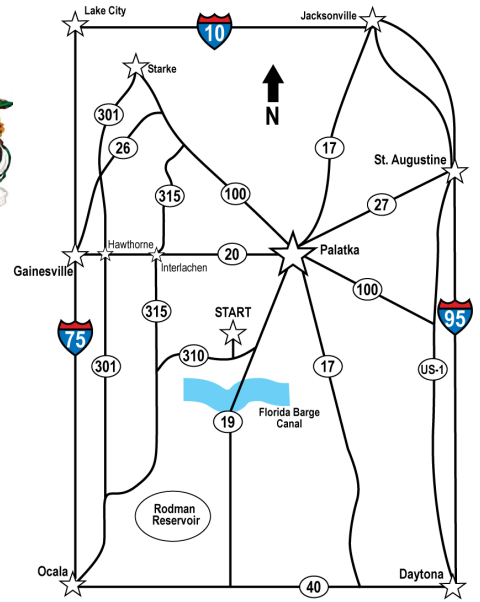 Lake City
Jacksonville
10
Starke
301
N
26
17
St. Augustine
315
100
27
Hawthorne
20
Palatka
Gainesville
Interlachen
100
315
START
95
75
310
301
17
US-1
19
Florida Barge
Canal
Rodman
Reservoir
Ocala
40
Daytona